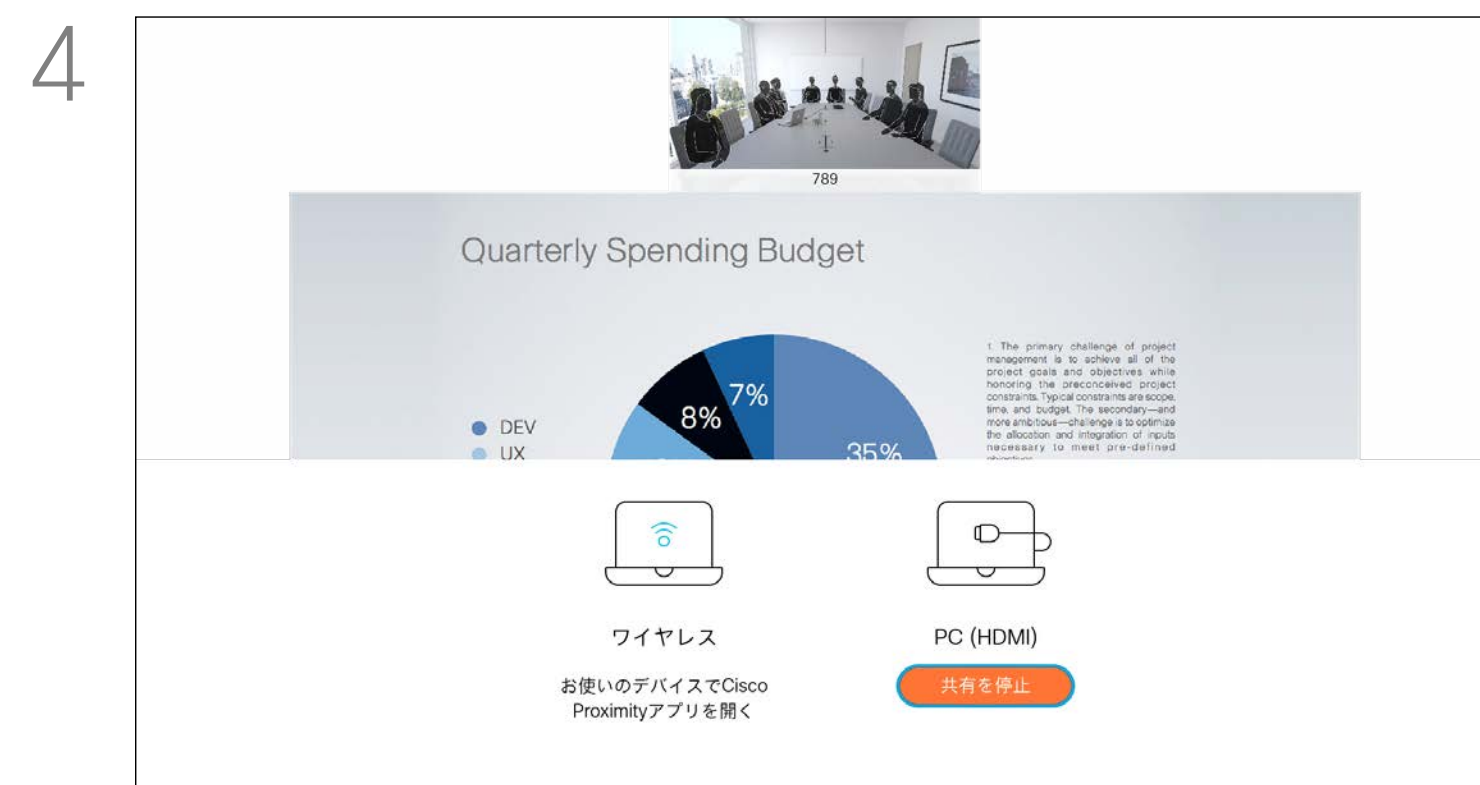 4
789
Quarterly Spending Budget
1. The primary challenge of project
management is to achieve all of the
project goals and objectives while
honoring the preconceived project
constraints. Typical constraints are scope,
time, and budget. The secondary—and
more ambitious—challenge is to optimize
the allocation and integration of inputs
necessary to meet pre-defined
7%
8%
35%
DEV
UX
ワイヤレス
お使いのデバイスでCisco
Proximityアプリを開く
PC (HDMI)
共有を停止